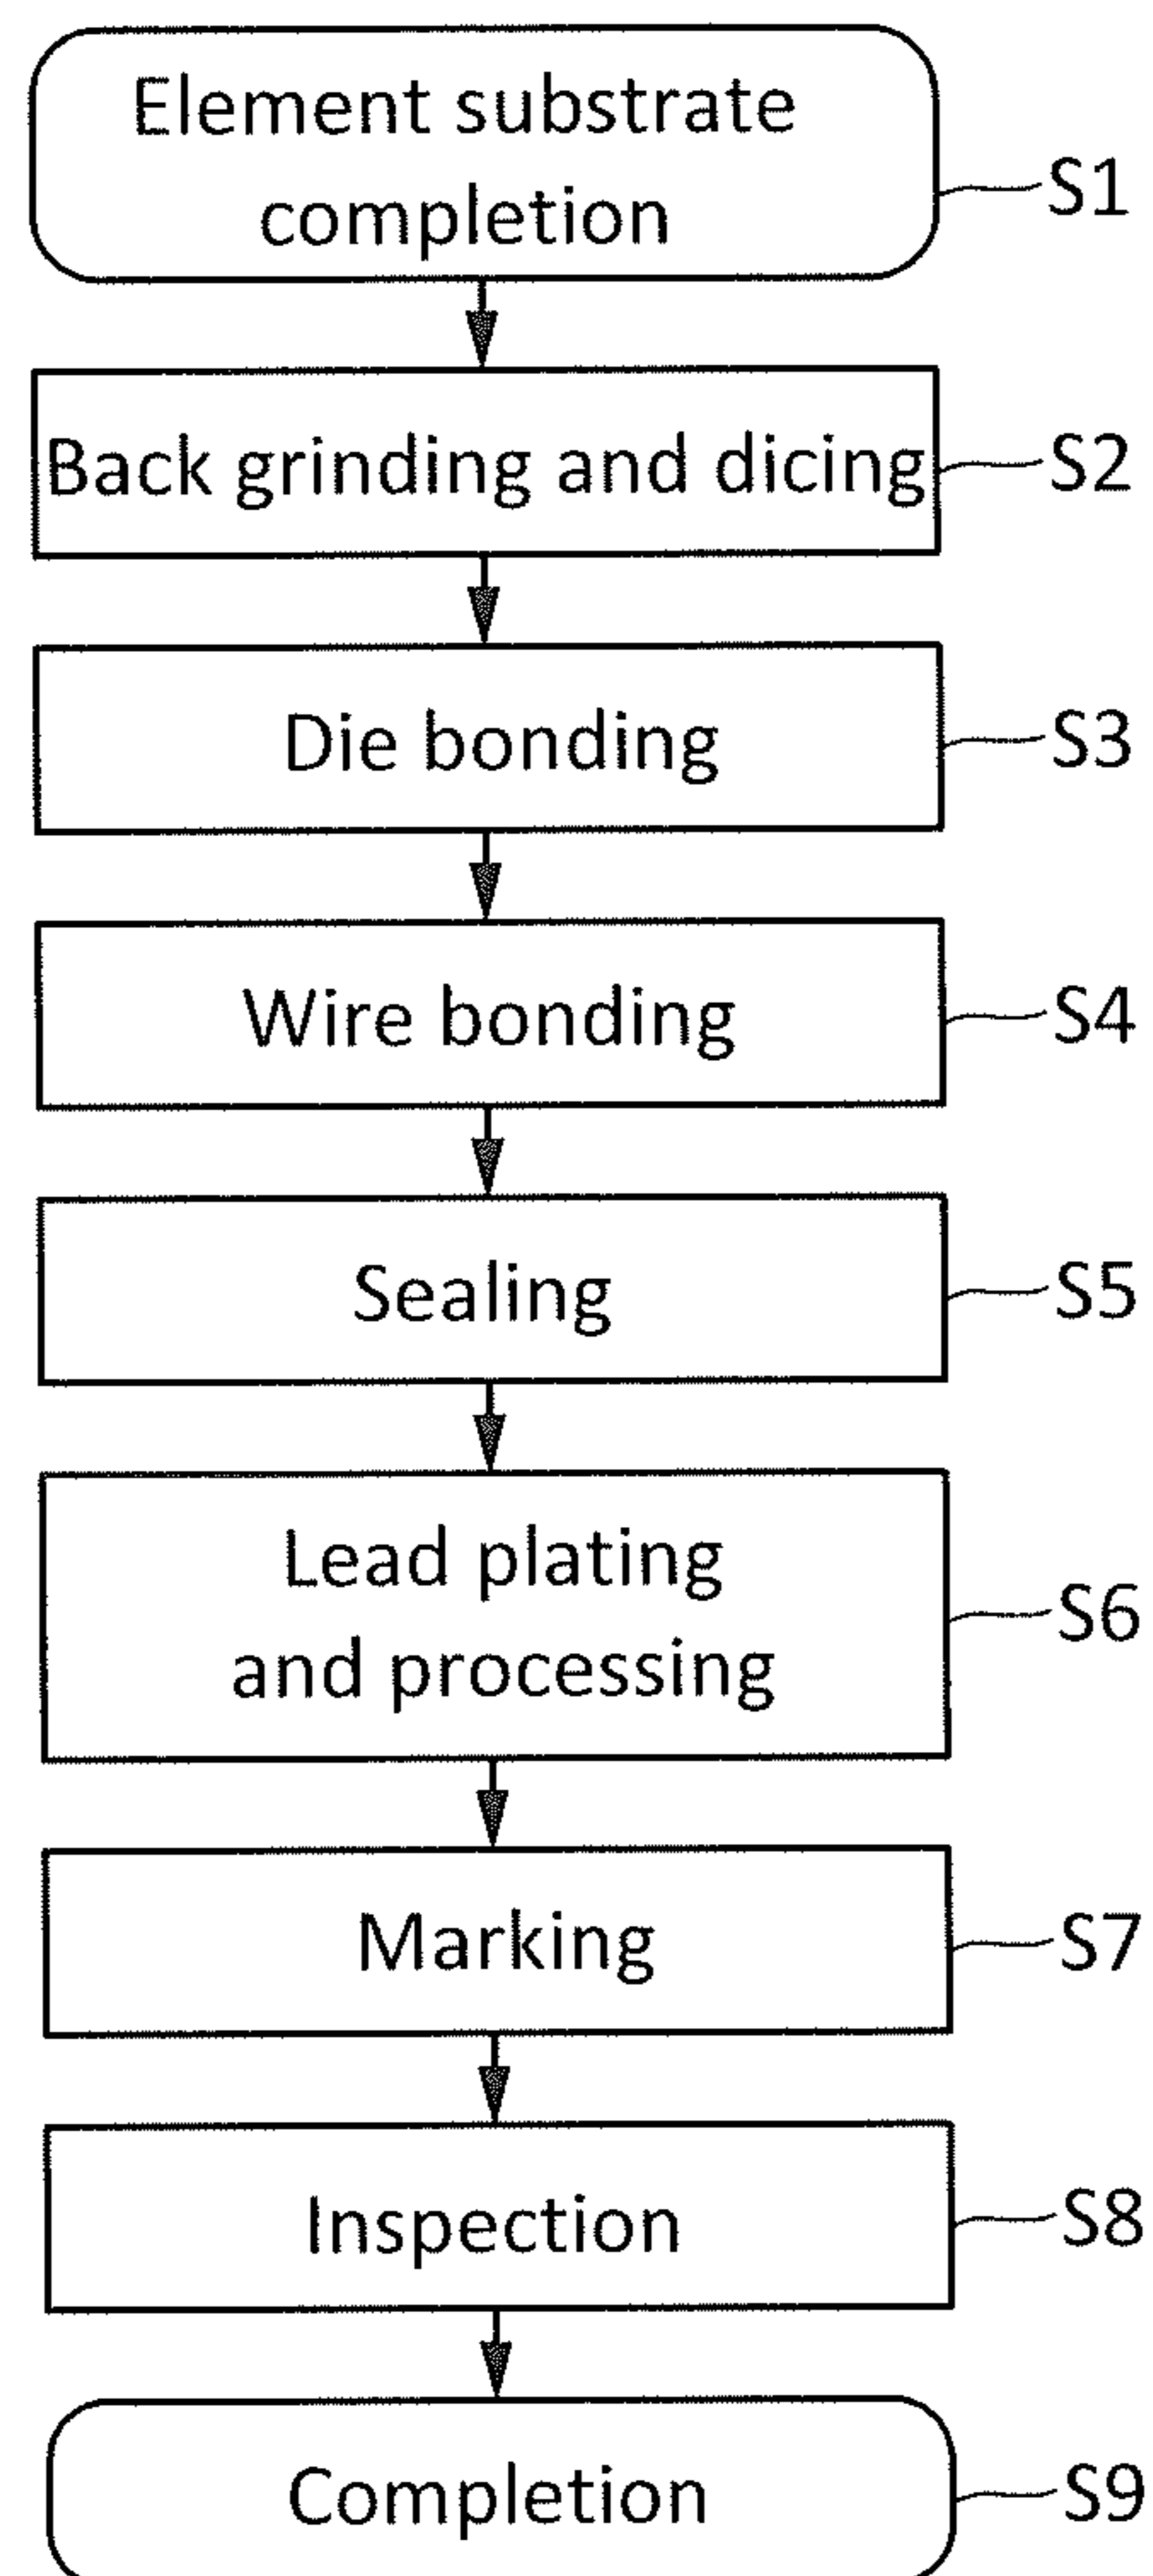 Element substrate
completion
S1
Back grinding and dicing
S2
Die bonding
S3
Wire bonding
S4
Sealing
S5
Lead plating
and processing
S6
Marking
S7
Inspection
S8
Completion
S9